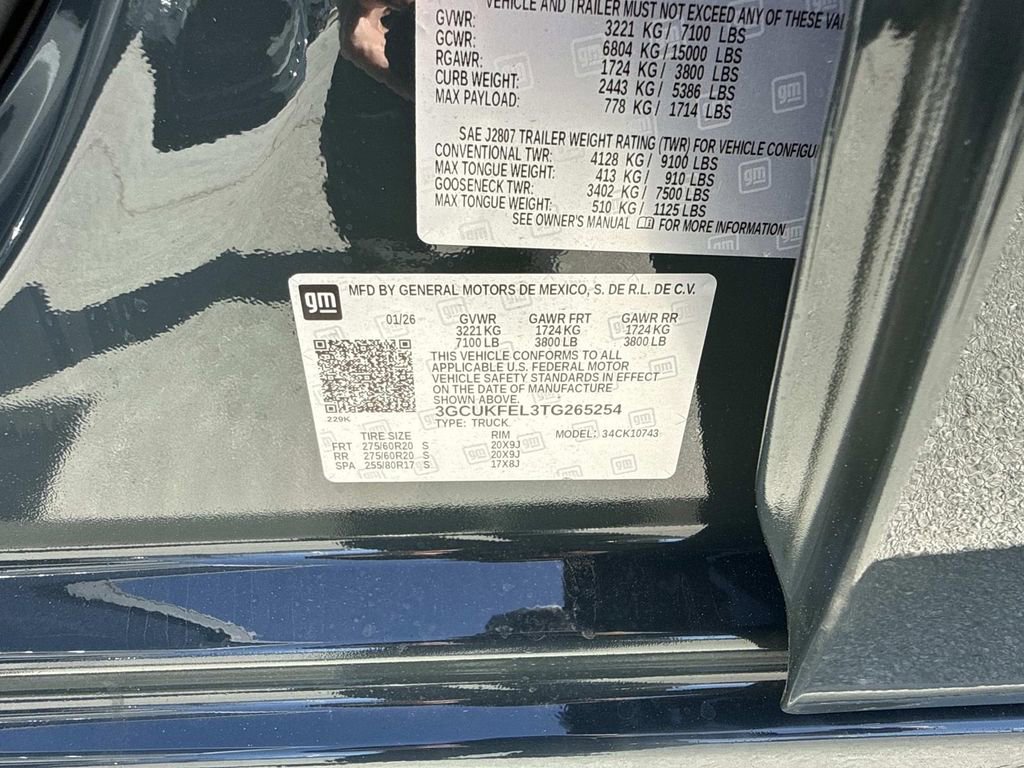 VEHICLE AND TRAILER MUST NOT EXCEED ANY OF THESE
GVWR: 3221 KG / 7100 LBS
GCWR: 6804 KG / 15000 LBS
RGAWR: 1724 KG / 3800 LBS
CURB WEIGHT: 2443 KG / 5386 LBS
MAX PAYLOAD: 778 KG / 1714 LBS
SAE J2807 TRAILER WEIGHT RATING (TWR) FOR VEHICLE CONFIGU
CONVENTIONAL TWR: 4128 KG / 9100 LBS
MAX TONGUE WEIGHT: 413 KG / 910 LBS
GOOSENECK TWR: 3402 KG / 7500 LBS
MAX TONGUE WEIGHT: 510 KG / 1125 LBS
SEE OWNER'S MANUAL FOR MORE INFORMATION
gm MFD BY GENERAL MOTORS DE MEXICO, S. DE R.L. DE C.V.
01/26 GVWR GAWR FRT GAWR RR
3221 KG 1724 KG 1724 KG
7100 LB 3800 LB 3800 LB
THIS VEHICLE CONFORMS TO ALL
APPLICABLE U.S. FEDERAL MOTOR
VEHICLE SAFETY STANDARDS IN EFFECT
ON THE DATE OF MANUFACTURE
SHOWN ABOVE.
3GCUKFEL3TG265254
229K TYPE: TRUCK
TIRE SIZE RIM MODEL: 34CK10743
FRT 275/60R20 S 20X9J
RR 275/60R20 S 20X9J
SPA 255/80R17 S 17X8J